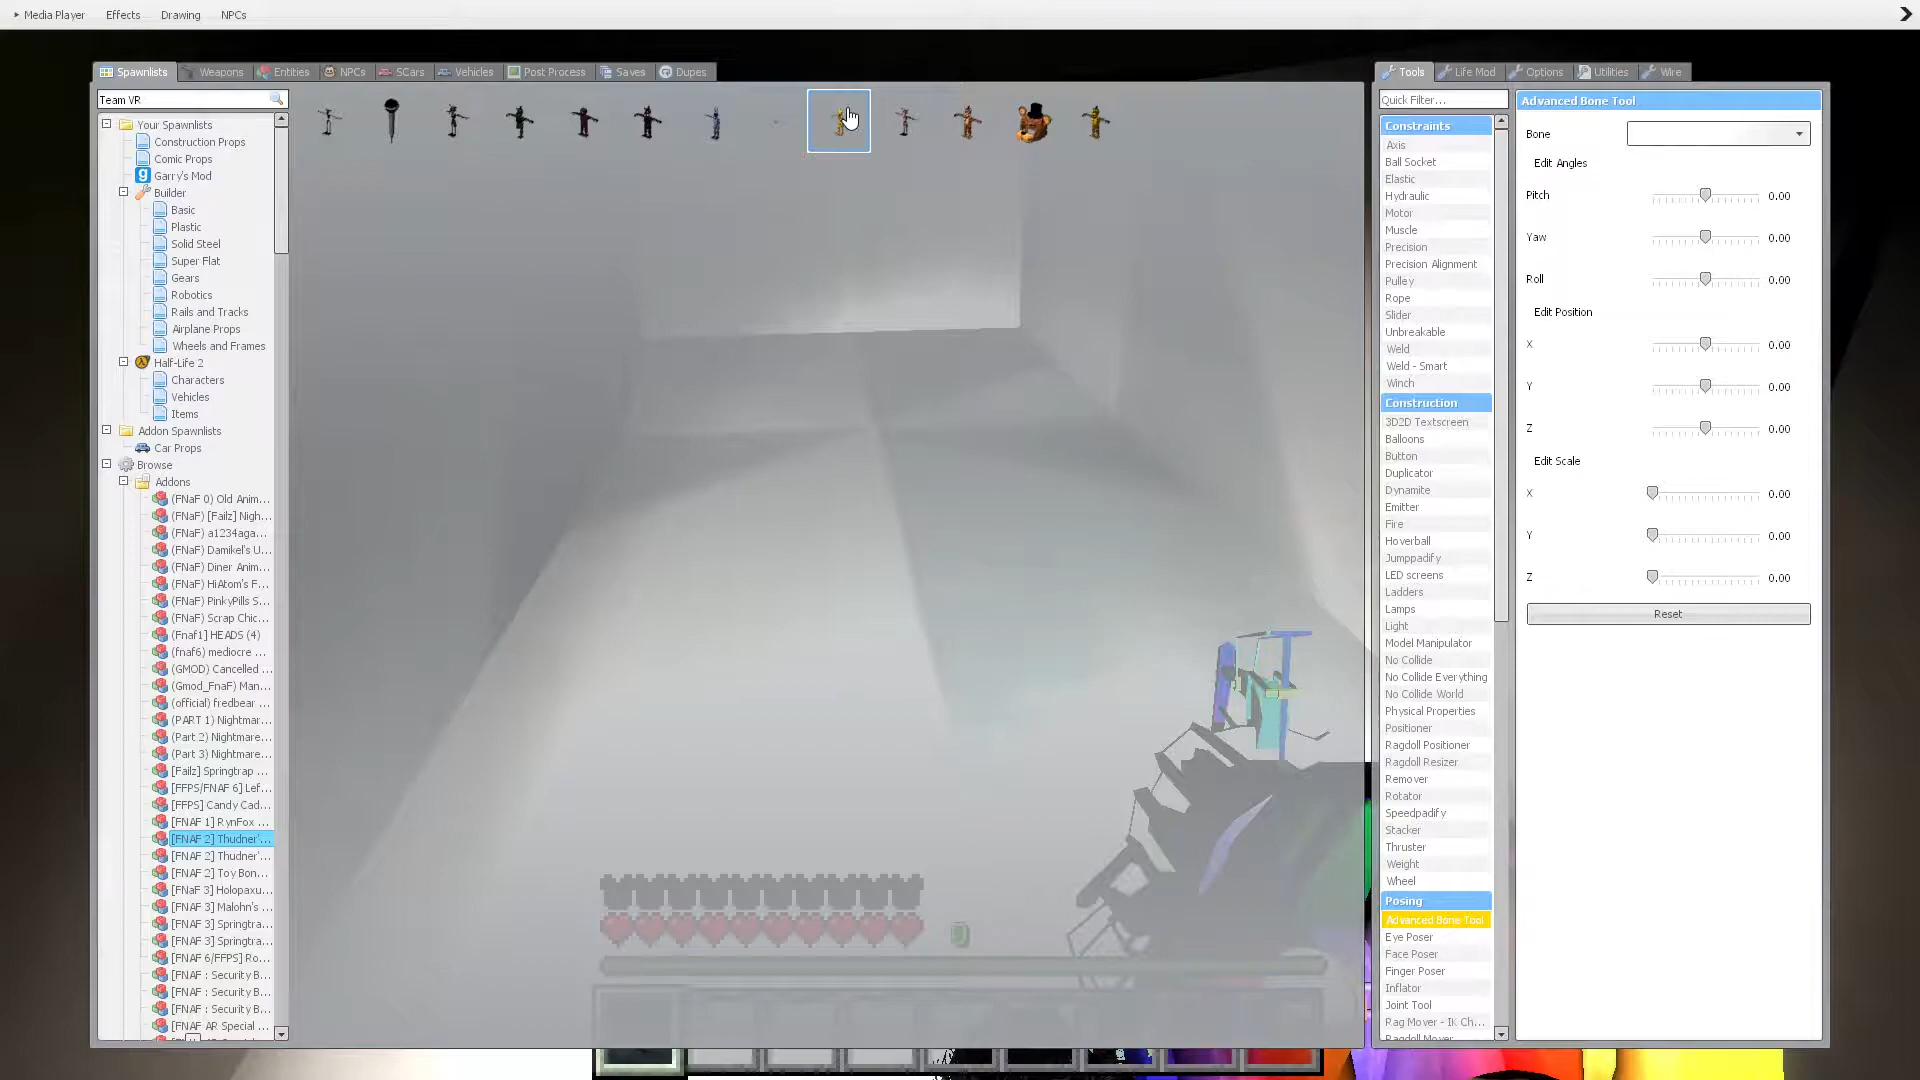 Media Player Effects Drawing NPCs
Spawnlists Weapons Entities NPCs SCars Vehicles Post Process Saves Dupes
Team VR
Your Spawnlists
Construction Props
Comic Props
Garry's Mod
Builder
Basic
Plastic
Solid Steel
Super Flat
Gears
Robotics
Rails and Tracks
Airplane Props
Wheels and Frames
Half-Life 2
Characters
Vehicles
Items
Addon Spawnlists
Car Props
Browse
Addons
(FNaF 0) Old Anim...
(FNaF) [Failz] Nigh...
(FNaF) a1234aga...
(FNaF) Damikel's U...
(FNaF) Diner Anim...
(FNaF) HiAtom's F...
(FNaF) PinkyPills S...
(FNaF) Scrap Chic...
(Fnaf1] HEADS (4)
(fnaf6) mediocre ...
(GMOD) Cancelled ...
(Gmod_FnaF) Man...
(official) fredbear ...
(PART 1) Nightmar...
(Part 2) Nightmare...
(Part 3) Nightmare...
[Failz] Springtrap ...
[FFPS/FNAF 6] Lef...
[FFPS] Candy Cad...
[FNAF 1] RynFox ...
[FNAF 2] Thudner'...
[FNAF 2] Thudner'...
[FNAF 2] Toy Bon...
[FNaF 3] Holopaxu...
[FNAF 3] Malohn's ...
[FNAF 3] Springtra...
[FNAF 3] Springtra...
[FNAF 6/FFPS] Ro...
[FNAF : Security B...
[FNAF : Security B...
[FNAF : Security B...
[FNAF AR Special ...
Tools Life Mod Options Utilities Wire
Quick Filter...
Constraints
Axis
Ball Socket
Elastic
Hydraulic
Motor
Muscle
Precision
Precision Alignment
Pulley
Rope
Slider
Unbreakable
Weld
Weld - Smart
Winch
Construction
3D2D Textscreen
Balloons
Button
Duplicator
Dynamite
Emitter
Fire
Hoverball
Jumppadify
LED screens
Ladders
Lamps
Light
Model Manipulator
No Collide
No Collide Everything
No Collide World
Physical Properties
Positioner
Ragdoll Positioner
Ragdoll Resizer
Remover
Rotator
Speedpadify
Stacker
Thruster
Weight
Wheel
Posing
Advanced Bone Tool
Eye Poser
Face Poser
Finger Poser
Inflator
Joint Tool
Rag Mover - IK Ch...
Ragdoll Mover
Advanced Bone Tool
Bone
Edit Angles
Pitch 0.00
Yaw 0.00
Roll 0.00
Edit Position
X 0.00
Y 0.00
Z 0.00
Edit Scale
X 0.00
Y 0.00
Z 0.00
Reset